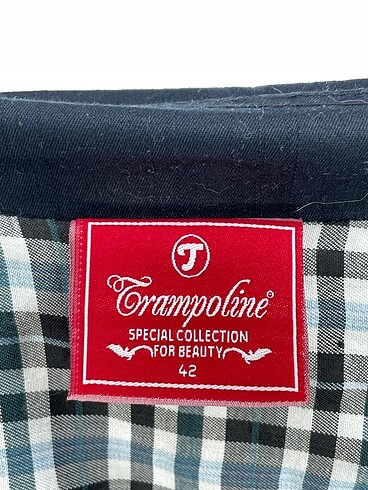 T
Trampoline®
SPECIAL COLLECTION
FOR BEAUTY
42